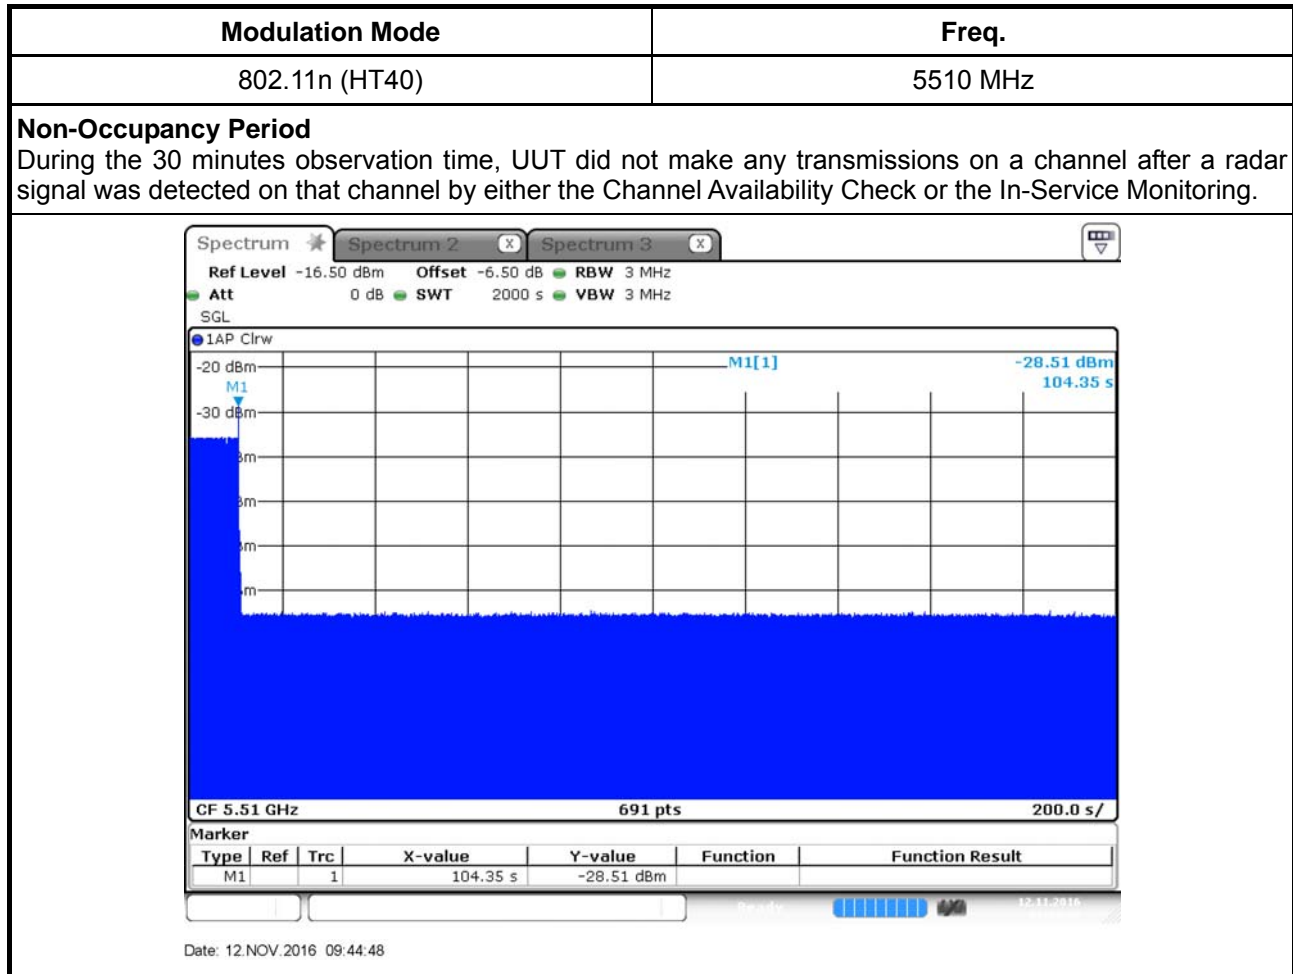 Modulation Mode Freq.
802.11n (HT40) 5510 MHz
Non-Occupancy Period
During the 30 minutes observation time, UUT did not make any transmissions on a channel after a radar
signal was detected on that channel by either the Channel Availability Check or the In-Service Monitoring.
Spectrum Spectrum 2 X Spectrum 3 X
Ref Level -16.50 dBm Offset -6.50 dB RBW 3 MHz
Att 0 dB SWT 2000 s VBW 3 MHz
SGL
1AP Clrw
-20 dBm M1[1] -28.51 dBm
M1 104.35 s
-30 dBm
CF 5.51 GHz 691 pts 200.0 s/
Marker
Type Ref Trc X-value Y-value Function Function Result
M1 1 104.35 s -28.51 dBm
Ready 12.11.2016
Date: 12.NOV.2016 09:44:48